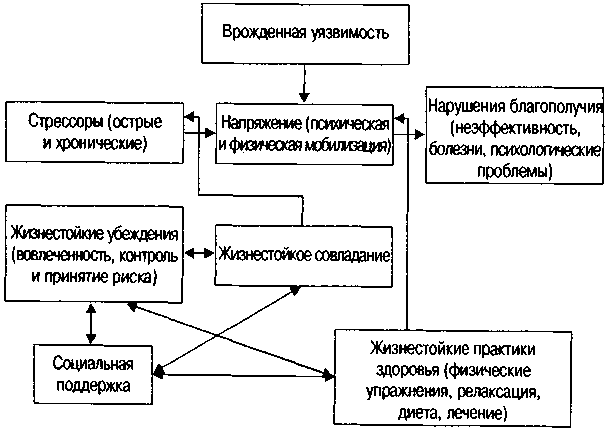 Врожденная уязвимость
Стрессоры (острые
и хронические)
Напряжение (психическая
и физическая мобилизация)
Нарушения благополучия
(неэффективность,
болезни, психологические
проблемы)
Жизнестойкие убеждения
(вовлеченность, контроль
и принятие риска)
Жизнестойкое совладание
Социальная
поддержка
Жизнестойкие практики
здоровья (физические
упражнения, релаксация,
диета, лечение)